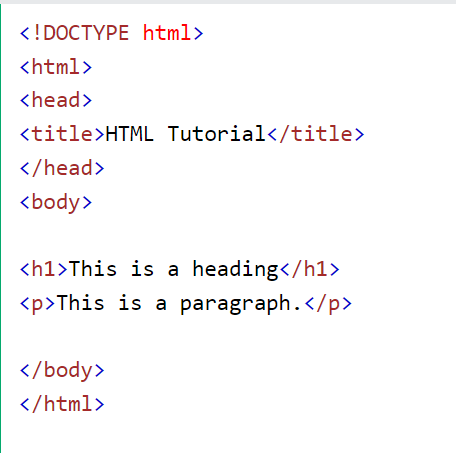 <!DOCTYPE html>
<html>
<head>
<title>HTML Tutorial</title>
</head>
<body>
<h1>This is a heading</h1>
<p>This is a paragraph.</p>
</body>
</html>